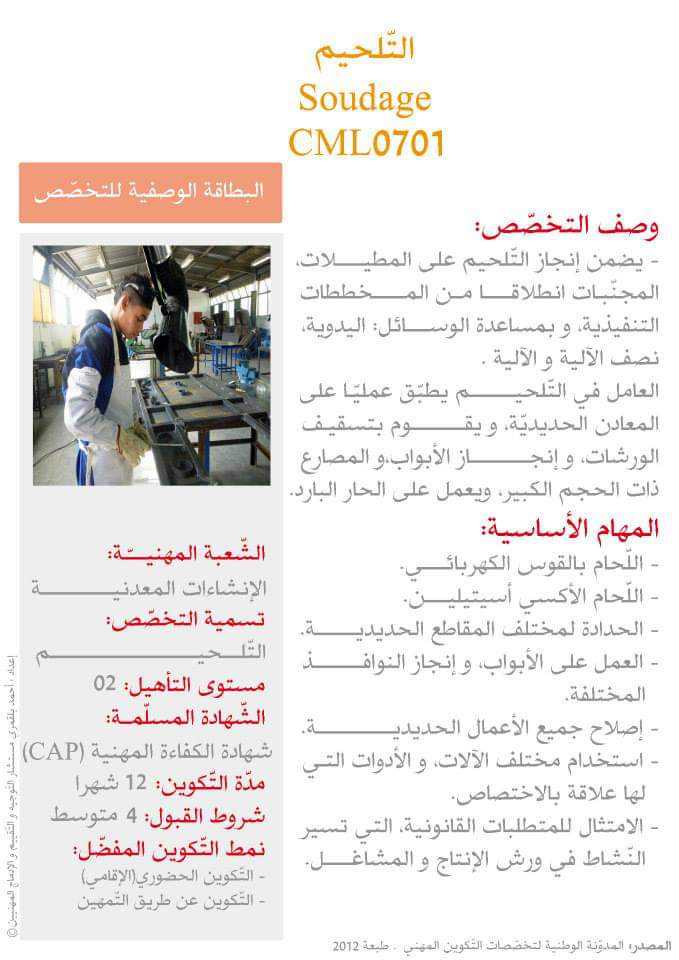 التّلحيم
Soudage
CML0701
البطاقة الوصفية للتخصّص
وصف التخصّص:
- يضمن إنجاز التّلحيم على المطيلات،
المجنّبات انطلاقا من المخططات
التنفيذية، و بمساعدة الوسائل: اليدوية،
نصف الآلية و الآلية .
العامل في التّلحيم يطبّق عمليّا على
المعادن الحديديّة، و يقوم بتسقيف
الورشات، و إنجاز الأبواب،و المصارع
ذات الحجم الكبير، ويعمل على الحار البارد.
المهام الأساسية:
- اللّحام بالقوس الكهربائي.
- اللّحام الأكسي أسيتيلين.
- الحدادة لمختلف المقاطع الحديدية.
- العمل على الأبواب، و إنجاز النوافذ
المختلفة.
- إصلاح جميع الأعمال الحديدية.
- استخدام مختلف الآلات، و الأدوات التي
لها علاقة بالاختصاص.
- الامتثال للمتطلبات القانونية، التي تسير
النّشاط في ورش الإنتاج و المشاغل.
الشّعبة المهنيّة:
الإنشاءات المعدنية
تسمية التخصّص:
التّلحيم
مستوى التأهيل: 02
الشّهادة المسلّمة:
شهادة الكفاءة المهنية (CAP)
مدّة التّكوين: 12 شهرا
شروط القبول: 4 متوسط
نمط التّكوين المفضّل:
- التّكوين الحضوري(الإقامي)
- التّكوين عن طريق التّمهين
إعداد : أحمد بلقمري مستشار التوجيه و التقييم و الإدماج المهنيين©
المصدر: المدوّنة الوطنية لتخصّصات التّكوين المهني . طبعة 2012